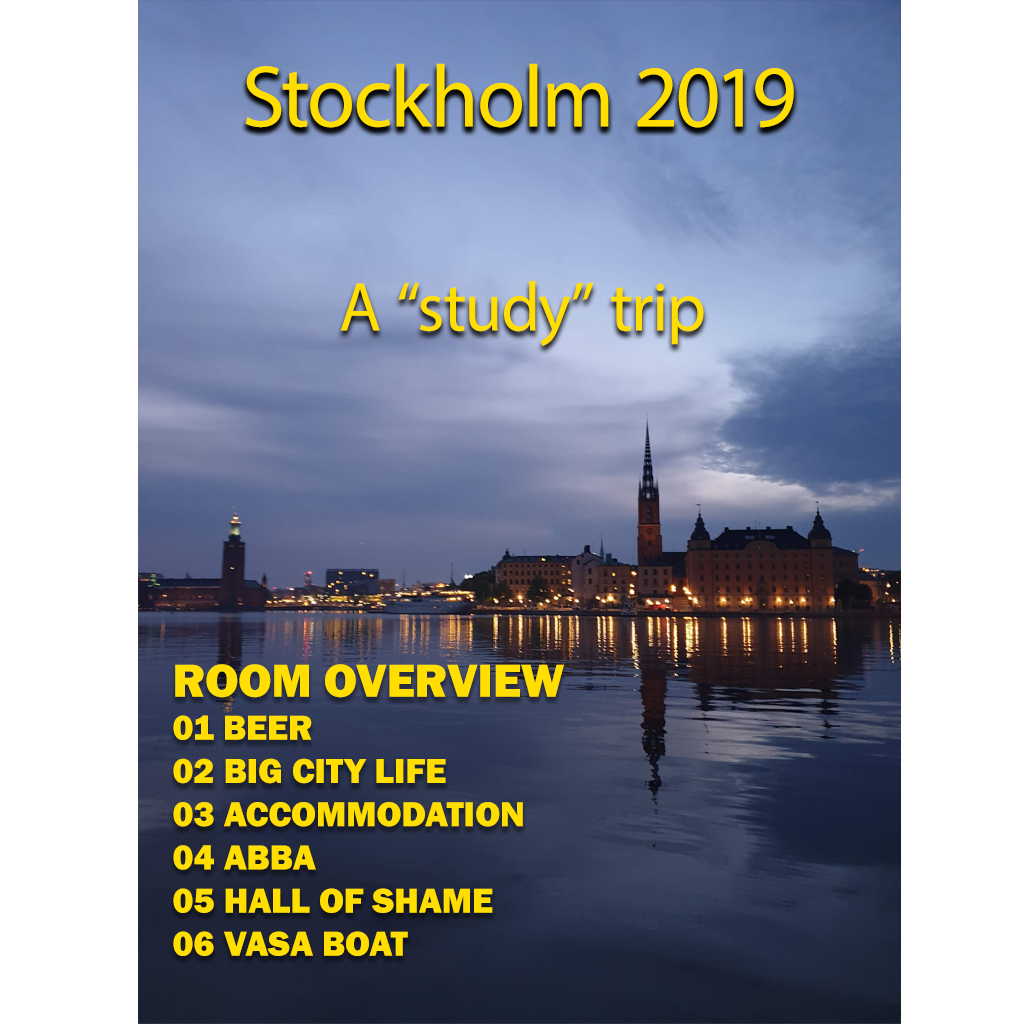 Stockholm 2019
A “study” trip
ROOM OVERVIEW
01 BEER
02 BIG CITY LIFE
03 ACCOMMODATION
04 ABBA
05 HALL OF SHAME
06 VASA BOAT